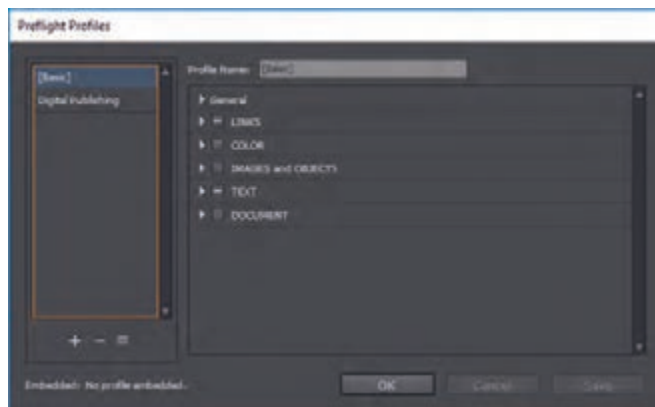 Preflight Profiles
[Basic]
Digital Publishing
Profile Name: [Basic]
General
LINKS
COLOR
IMAGES and OBJECTS
TEXT
DOCUMENT
Embedded: No profile embedded.
OK
Cancel
Save